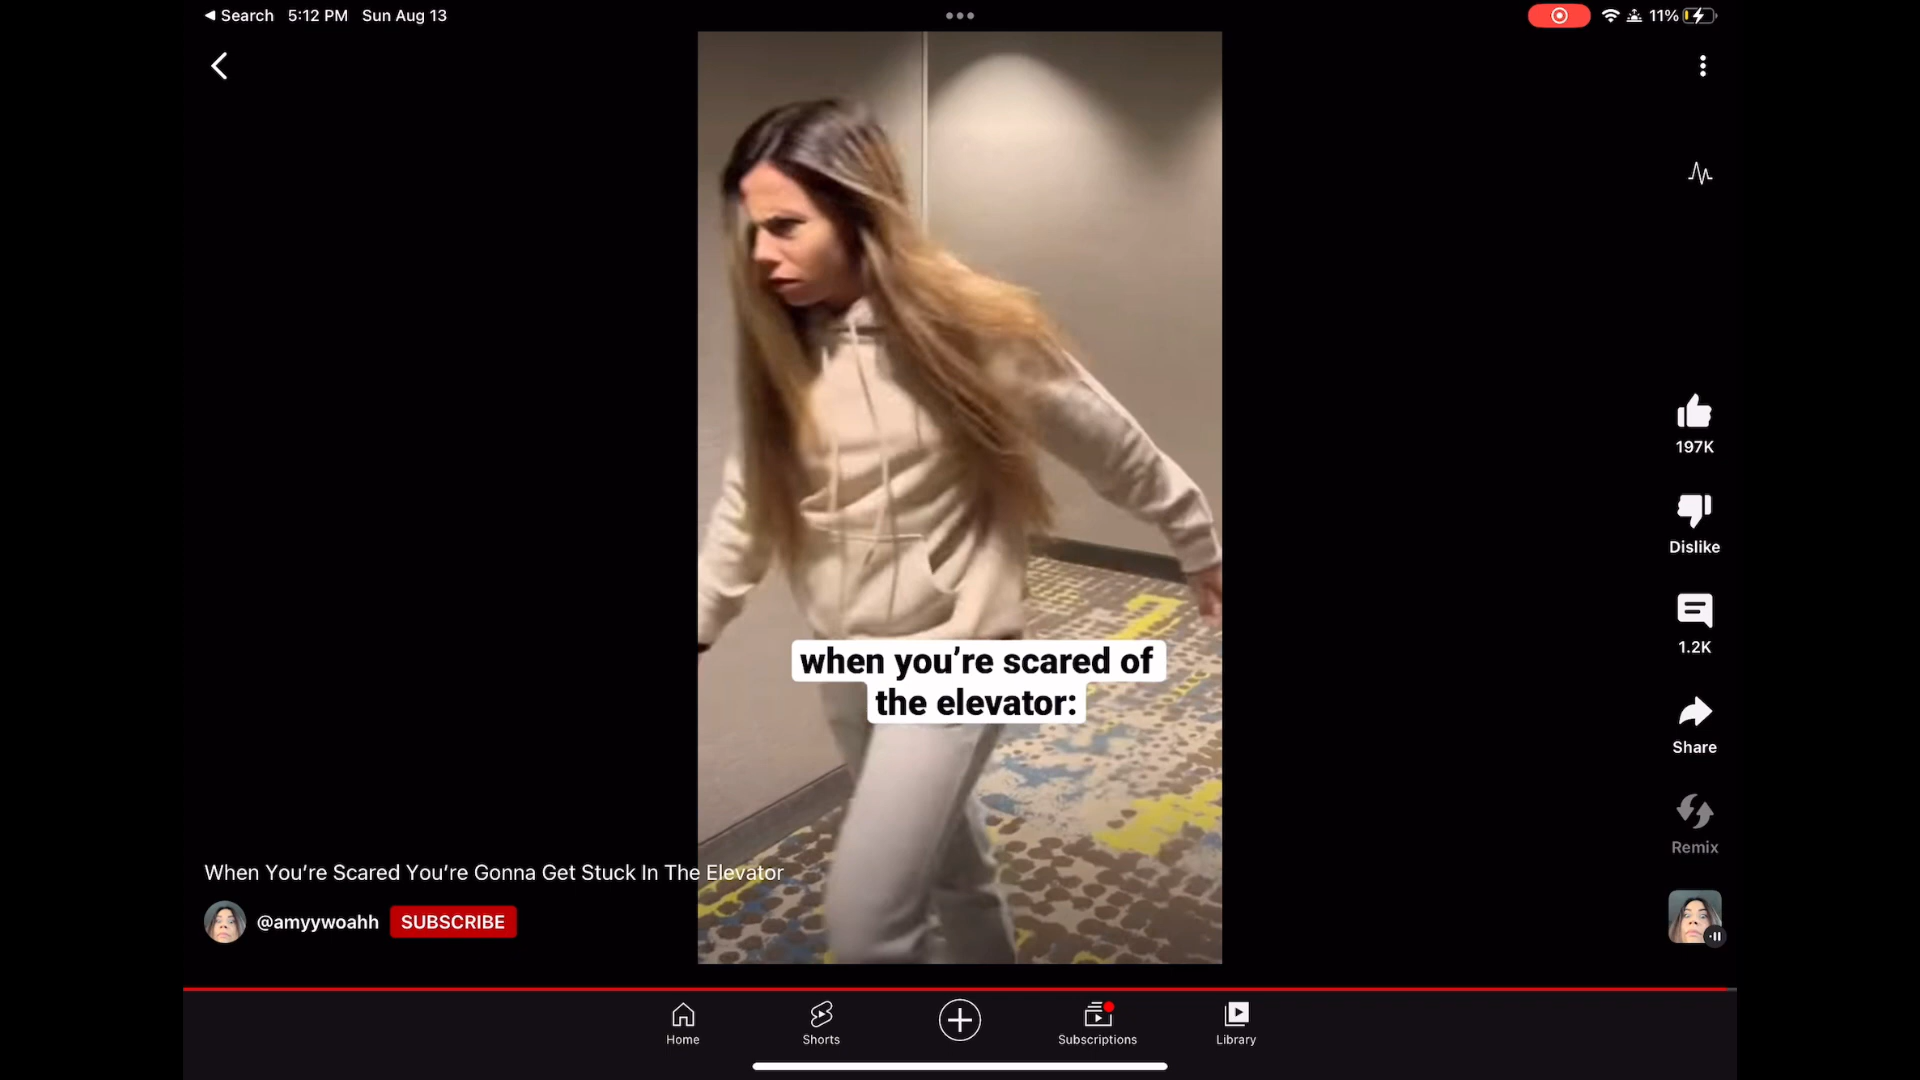 Search 5:12 PM Sun Aug 13
11%
197K
Dislike
1.2K
Share
Remix
when you’re scared of
the elevator:
When You’re Scared You’re Gonna Get Stuck In The Elevator
@amyywoahh SUBSCRIBE
Home Shorts Subscriptions Library